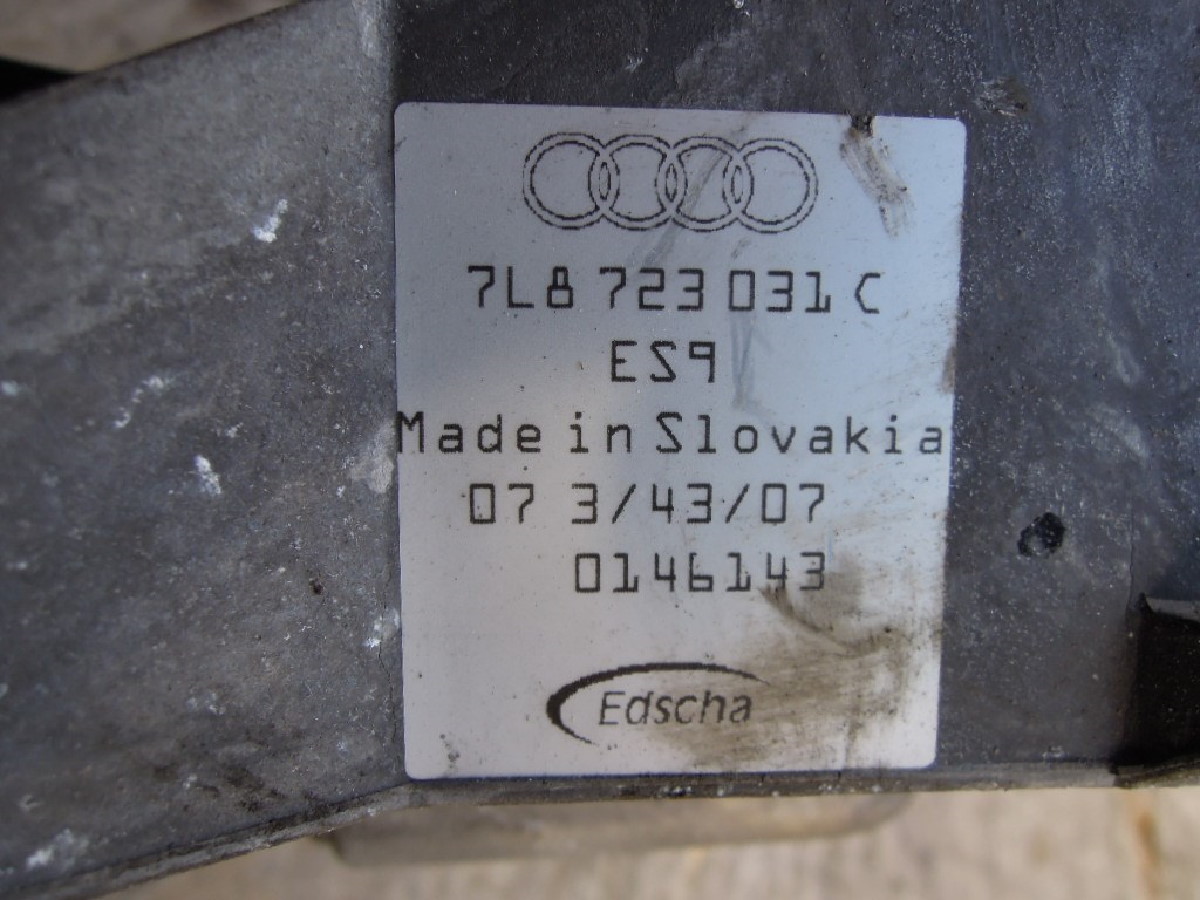 7L8 723 031 C
ES9
Made in Slovakia
07 3/43/07
0146143
Edscha